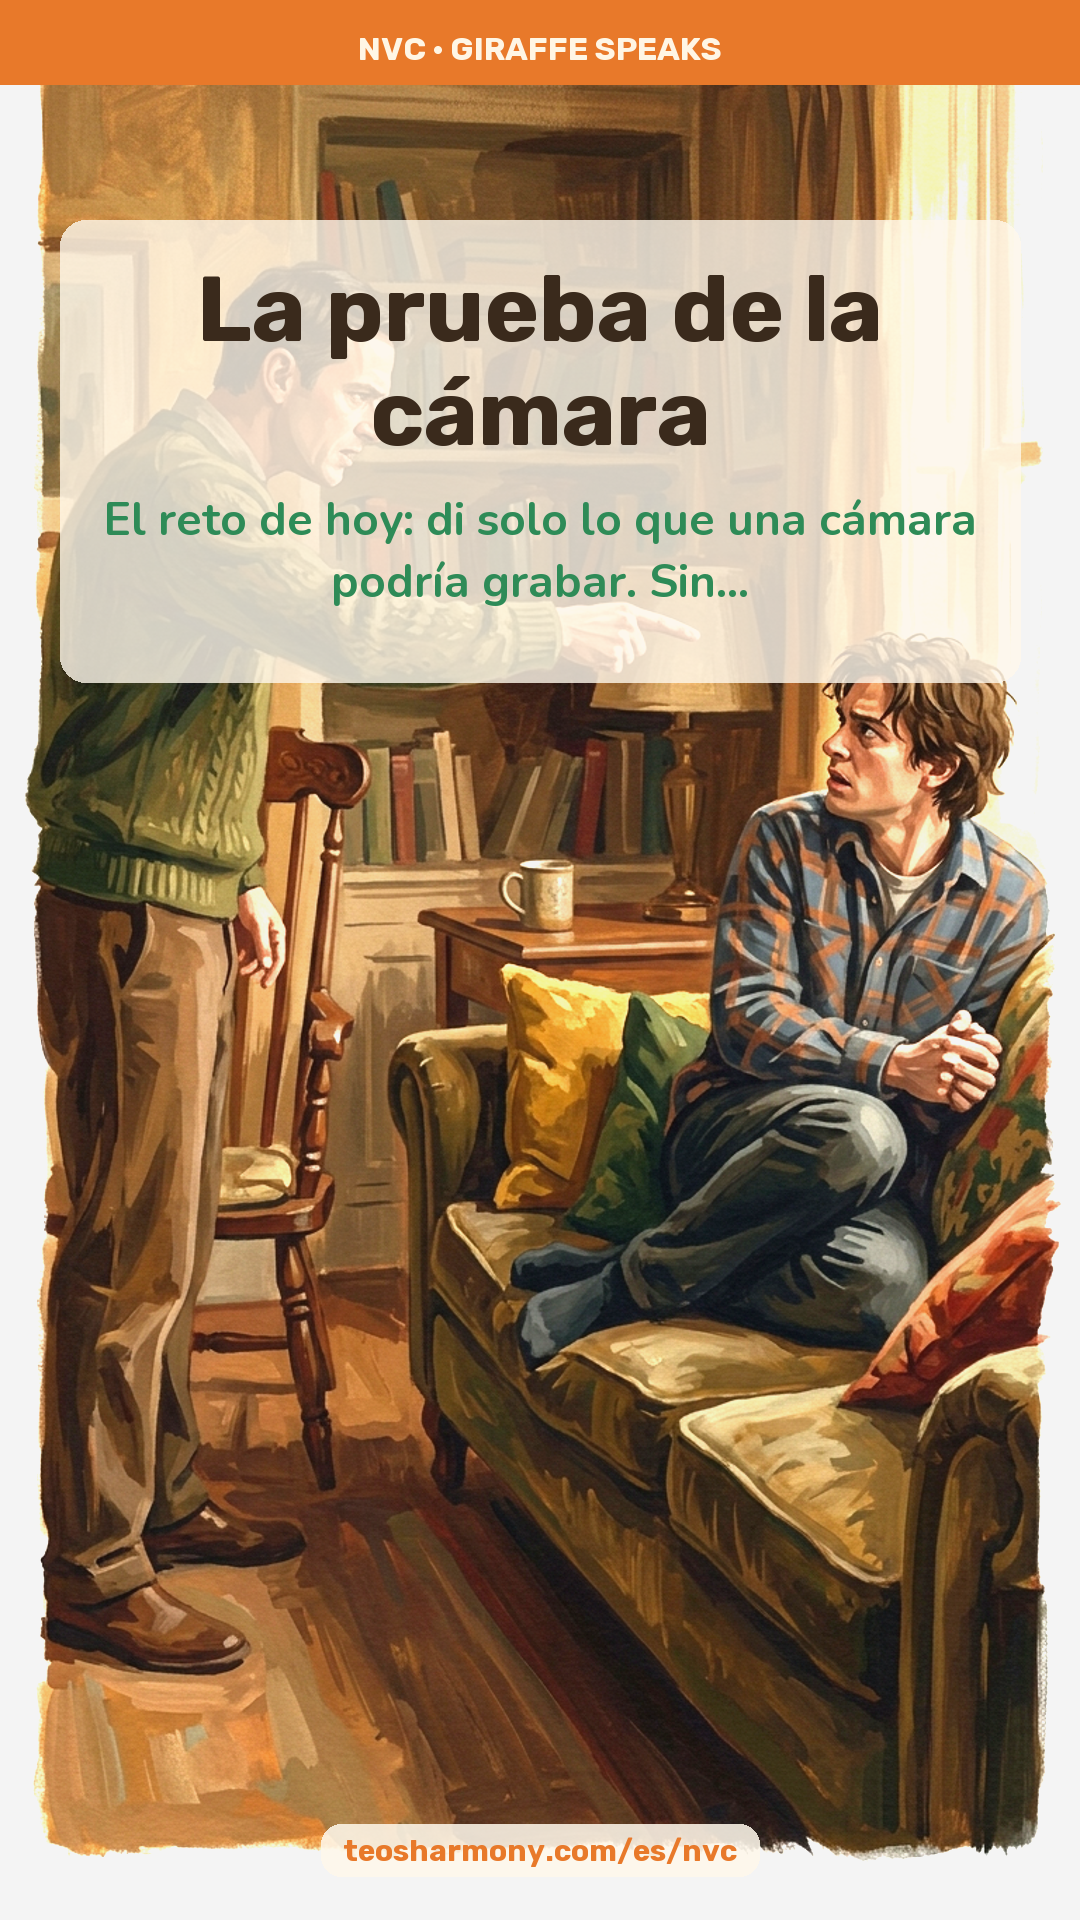 NVC • GIRAFFE SPEAKS
La prueba de la
cámara
El reto de hoy: di solo lo que una cámara
podría grabar. Sin...
teosharmony.com/es/nvc